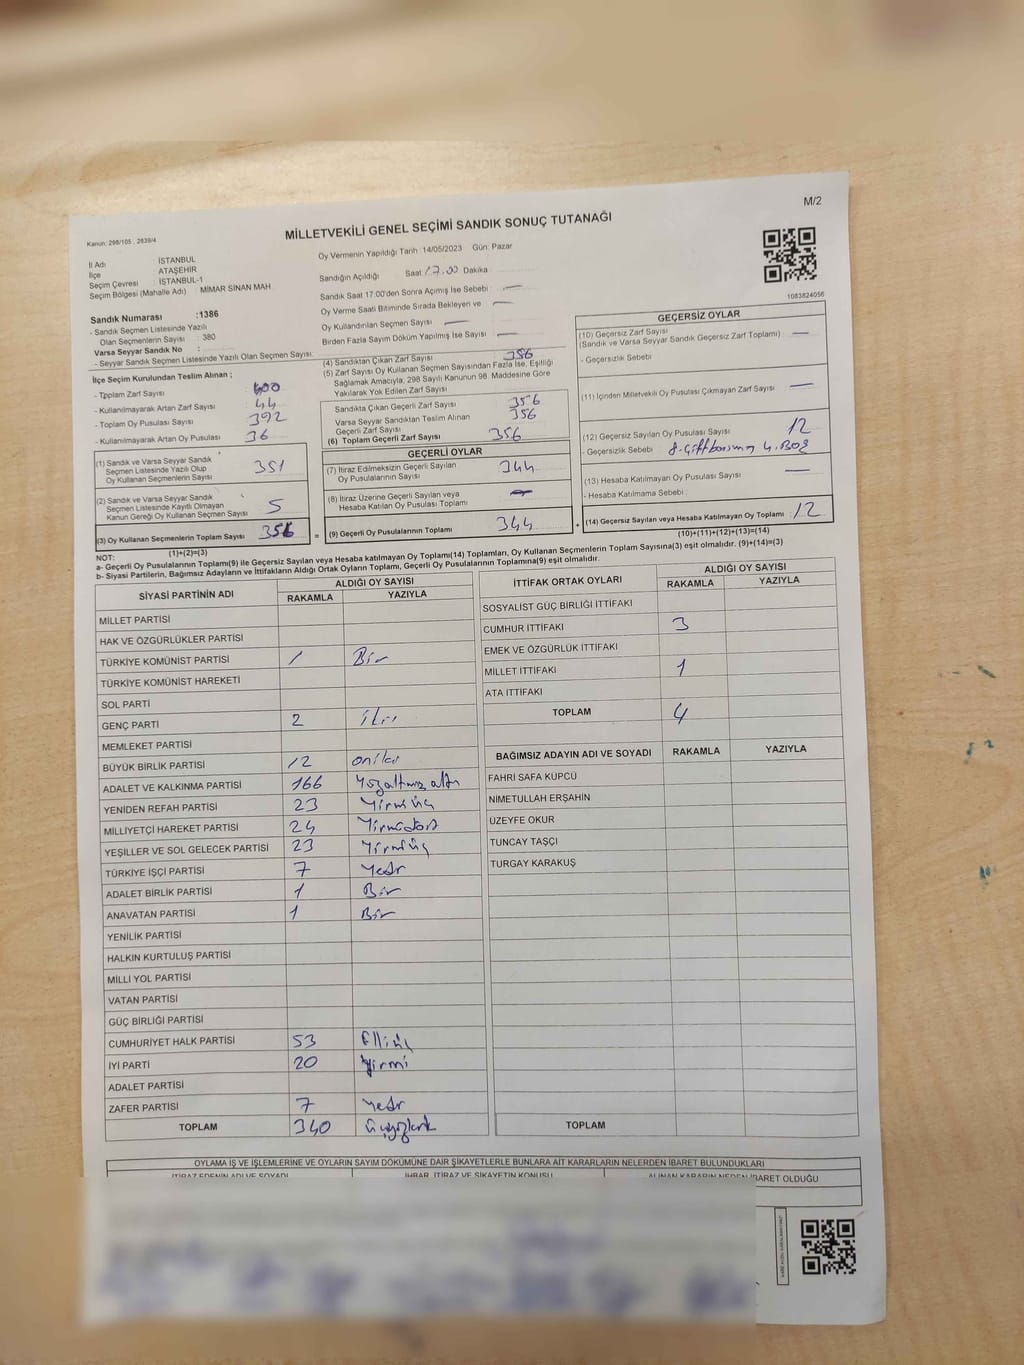 M/2
MİLLETVEKİLİ GENEL SEÇİMİ SANDIK SONUÇ TUTANAĞI
Kanun: 298/105 , 2839/4
İl Adı İSTANBUL
İlçe ATAŞEHİR
Seçim Çevresi : İSTANBUL-1
Seçim Bölgesi (Mahalle Adı) : MİMAR SİNAN MAH
Sandık Numarası :1386
- Sandık Seçmen Listesinde Yazılı
Olan Seçmenlerin Sayısı : 380
Varsa Seyyar Sandık No :
- Seyyar Sandık Seçmen Listesinde Yazılı Olan Seçmen Sayısı:
İlçe Seçim Kurulundan Teslim Alınan ;
- Toplam Zarf Sayısı 400
- Kullanılmayarak Artan Zarf Sayısı 44
- Toplam Oy Pusulası Sayısı 392
- Kullanılmayarak Artan Oy Pusulası 36
(1) Sandık ve Varsa Seyyar Sandık
Seçmen Listesinde Yazılı Olup
Oy Kullanan Seçmenlerin Sayısı 351
(2) Sandık ve Varsa Seyyar Sandık
Seçmen Listesinde Kayıtlı Olmayan
Kanun Gereği Oy Kullanan Seçmen Sayısı 5
(3) Oy Kullanan Seçmenlerin Toplam Sayısı 356 =
(1)+(2)=(3)
Oy Vermenin Yapıldığı Tarih :14/05/2023 Gün: Pazar
Sandığın Açıldığı Saat 17.00 Dakika
Sandık Saat 17:00'den Sonra Açımış İse Sebebi : —
Oy Verme Saati Bitiminde Sırada Bekleyen ve —
Oy Kullandırılan Seçmen Sayısı —
Birden Fazla Sayım Döküm Yapılmış İse Sayısı —
(4) Sandıktan Çıkan Zarf Sayısı 356
(5) Zarf Sayısı Oy Kullanan Seçmen Sayısından Fazla İse, Eşitliği
Sağlamak Amacıyla, 298 Sayılı Kanunun 98. Maddesine Göre
Yakılarak Yok Edilen Zarf Sayısı
Sandıkta Çıkan Geçerli Zarf Sayısı 356
Varsa Seyyar Sandıktan Teslim Alınan 356
Geçerli Zarf Sayısı :
(6) Toplam Geçerli Zarf Sayısı 356
GEÇERLİ OYLAR
(7) İtiraz Edilmeksizin Geçerli Sayılan
Oy Pusulasının Sayısı 344
(8) İtiraz Üzerine Geçerli Sayılan veya
Hesaba Katılan Oy Pusulası Toplamı —
(9) Geçerli Oy Pusulalarının Toplamı 344 +
1083824056
GEÇERSİZ OYLAR
(10) Geçersiz Zarf Sayısı —
(Sandık ve Varsa Seyyar Sandık Geçersiz Zarf Toplamı)
- Geçersizlik Sebebi
(11) İçinden Milletvekili Oy Pusulası Çıkmayan Zarf Sayısı —
(12) Geçersiz Sayılan Oy Pusulası Sayısı 12
- Geçersizlik Sebebi 4.Boş
(13) Hesaba Katılmayan Oy Pusulası Sayısı —
- Hesaba Katılmama Sebebi :
(14) Geçersiz Sayılan veya Hesaba Katılmayan Oy Toplamı 12
(10)+(11)+(12)+(13)=(14)
NOT:
a- Geçerli Oy Pusulalarının Toplamı(9) ile Geçersiz Sayılan veya Hesaba katılmayan Oy Toplamı(14) Toplamları, Oy Kullanan Seçmenlerin Toplam Sayısına(3) eşit olmalıdır. (9)+(14)=(3)
b- Siyasi Partilerin, Bağımsız Adayların ve İttifakların Aldığı Ortak Oyların Toplamı, Geçerli Oy Pusulalarının Toplamına(9) eşit olmalıdır.
SİYASİ PARTİNİN ADI ALDIĞI OY SAYISI
RAKAMLA YAZIYLA
MİLLET PARTİSİ
HAK VE ÖZGÜRLÜKLER PARTİSİ
TÜRKİYE KOMÜNİST PARTİSİ 1 Bir
TÜRKİYE KOMÜNİST HAREKETİ
SOL PARTİ
GENÇ PARTİ 2 iki
MEMLEKET PARTİSİ
BÜYÜK BİRLİK PARTİSİ 12 oniki
ADALET VE KALKINMA PARTİSİ 166 Yüzaltmış altı
YENİDEN REFAH PARTİSİ 23 Yirmiüç
MİLLİYETÇİ HAREKET PARTİSİ 24 Yirmidört
YEŞİLLER VE SOL GELECEK PARTİSİ 23 Yirmiüç
TÜRKİYE İŞÇİ PARTİSİ 7 Yedi
ADALET BİRLİK PARTİSİ 1 Bir
ANAVATAN PARTİSİ 1 Bir
YENİLİK PARTİSİ
HALKIN KURTULUŞ PARTİSİ
MİLLİ YOL PARTİSİ
VATAN PARTİSİ
GÜÇ BİRLİĞİ PARTİSİ
CUMHURİYET HALK PARTİSİ 53 Elliüç
İYİ PARTİ 20 Yirmi
ADALET PARTİSİ
ZAFER PARTİSİ 7 Yedi
TOPLAM 340 Üçyüzkırk
İTTİFAK ORTAK OYLARI ALDIĞI OY SAYISI
RAKAMLA YAZIYLA
SOSYALİST GÜÇ BİRLİĞİ İTTİFAKI
CUMHUR İTTİFAKI 3
EMEK VE ÖZGÜRLÜK İTTİFAKI
MİLLET İTTİFAKI 1
ATA İTTİFAKI
TOPLAM 4
BAĞIMSIZ ADAYIN ADI VE SOYADI RAKAMLA YAZIYLA
FAHRİ SAFA KÜPCÜ
NİMETULLAH ERŞAHİN
ÜZEYFE OKUR
TUNCAY TAŞÇI
TURGAY KARAKUŞ
TOPLAM
OYLAMA İŞ VE İŞLEMLERİNE VE OYLARIN SAYIM DÖKÜMÜNE DAİR ŞİKAYETLERLE BUNLARA AİT KARARLARIN NELERDEN İBARET BULUNDUKLARI
İTİRAZ EDENİN ADI VE SOYADI İHBAR, İTİRAZ VE ŞİKAYETİN KONUSU ALINAN KARARIN NEDEN İBARET OLDUĞU